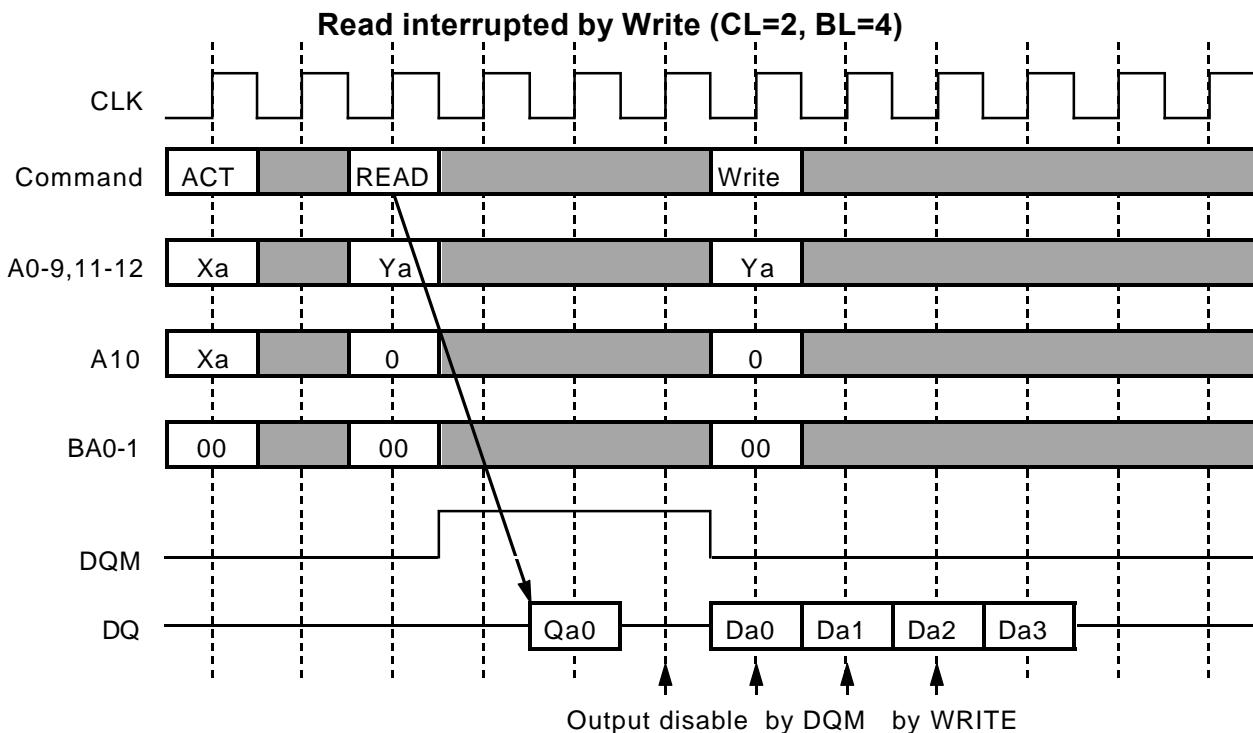 Read interrupted by Write (CL=2, BL=4)
CLK
Command ACT READ Write
A0-9,11-12 Xa Ya Ya
A10 Xa 0 0
BA0-1 00 00 00
DQM
DQ Qa0 Da0 Da1 Da2 Da3
Output disable by DQM by WRITE